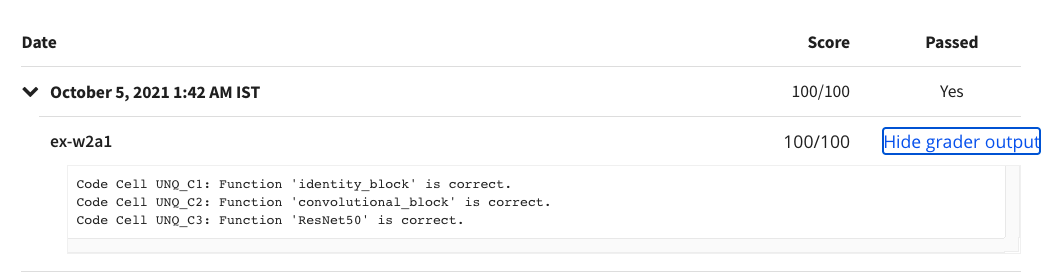 Date Score Passed
October 5, 2021 1:42 AM IST 100/100 Yes
ex-w2a1 100/100 Hide grader output
Code Cell UNQ_C1: Function 'identity_block' is correct.
Code Cell UNQ_C2: Function 'convolutional_block' is correct.
Code Cell UNQ_C3: Function 'ResNet50' is correct.